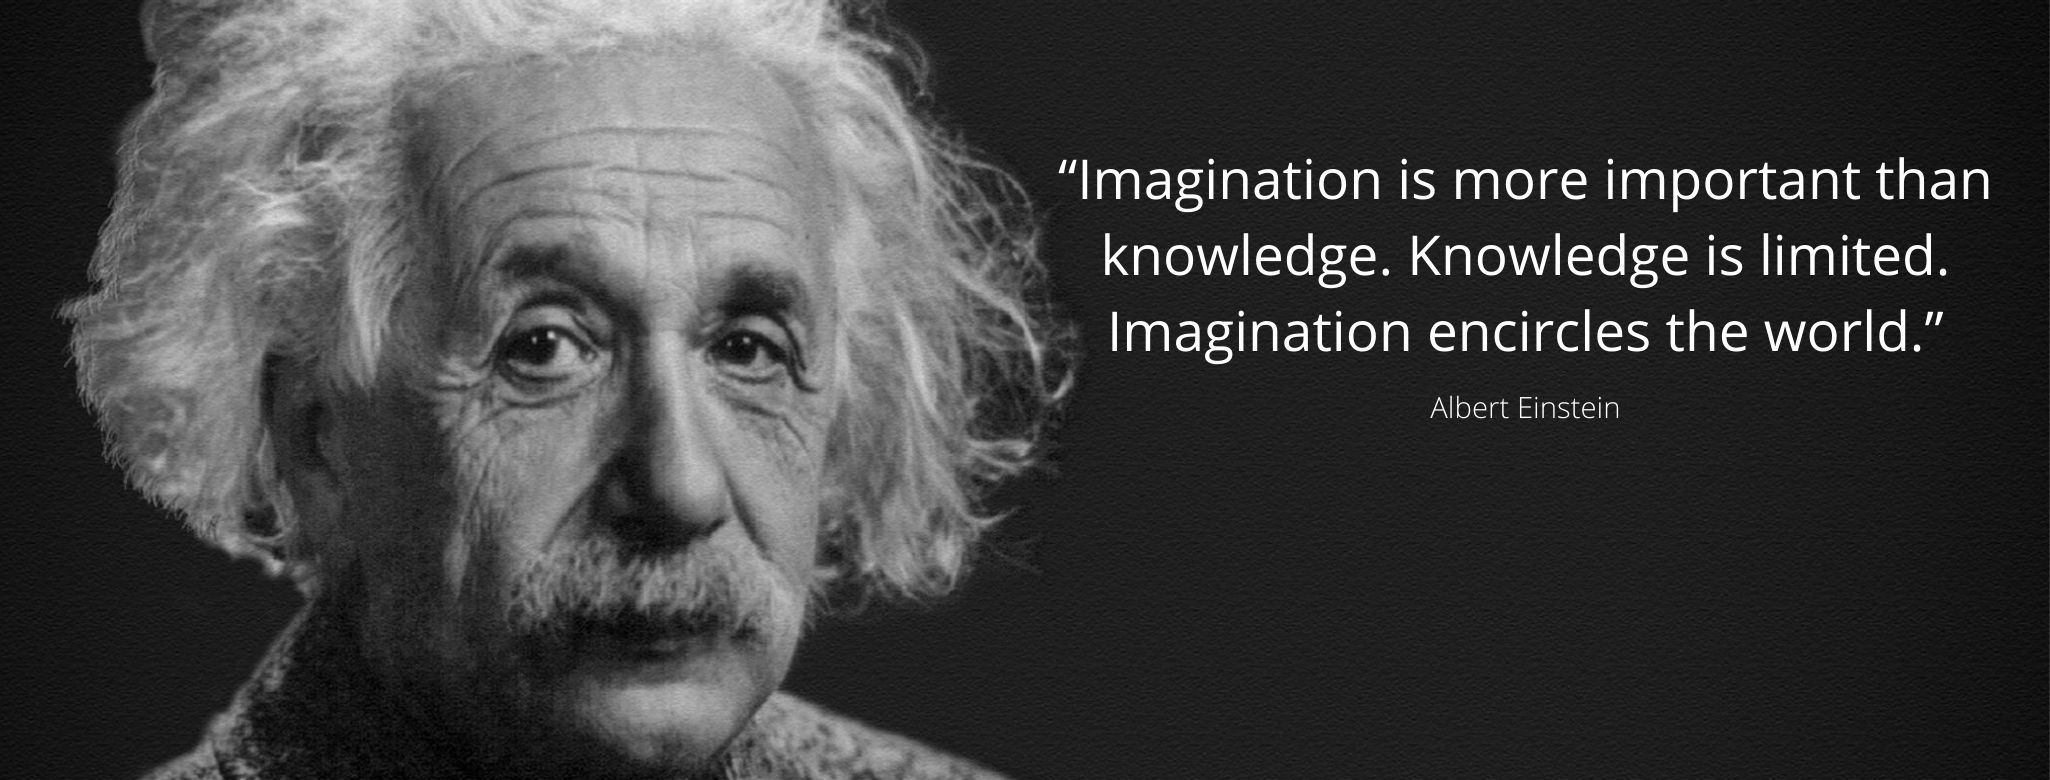 “Imagination is more important than
knowledge. Knowledge is limited.
Imagination encircles the world.”
Albert Einstein